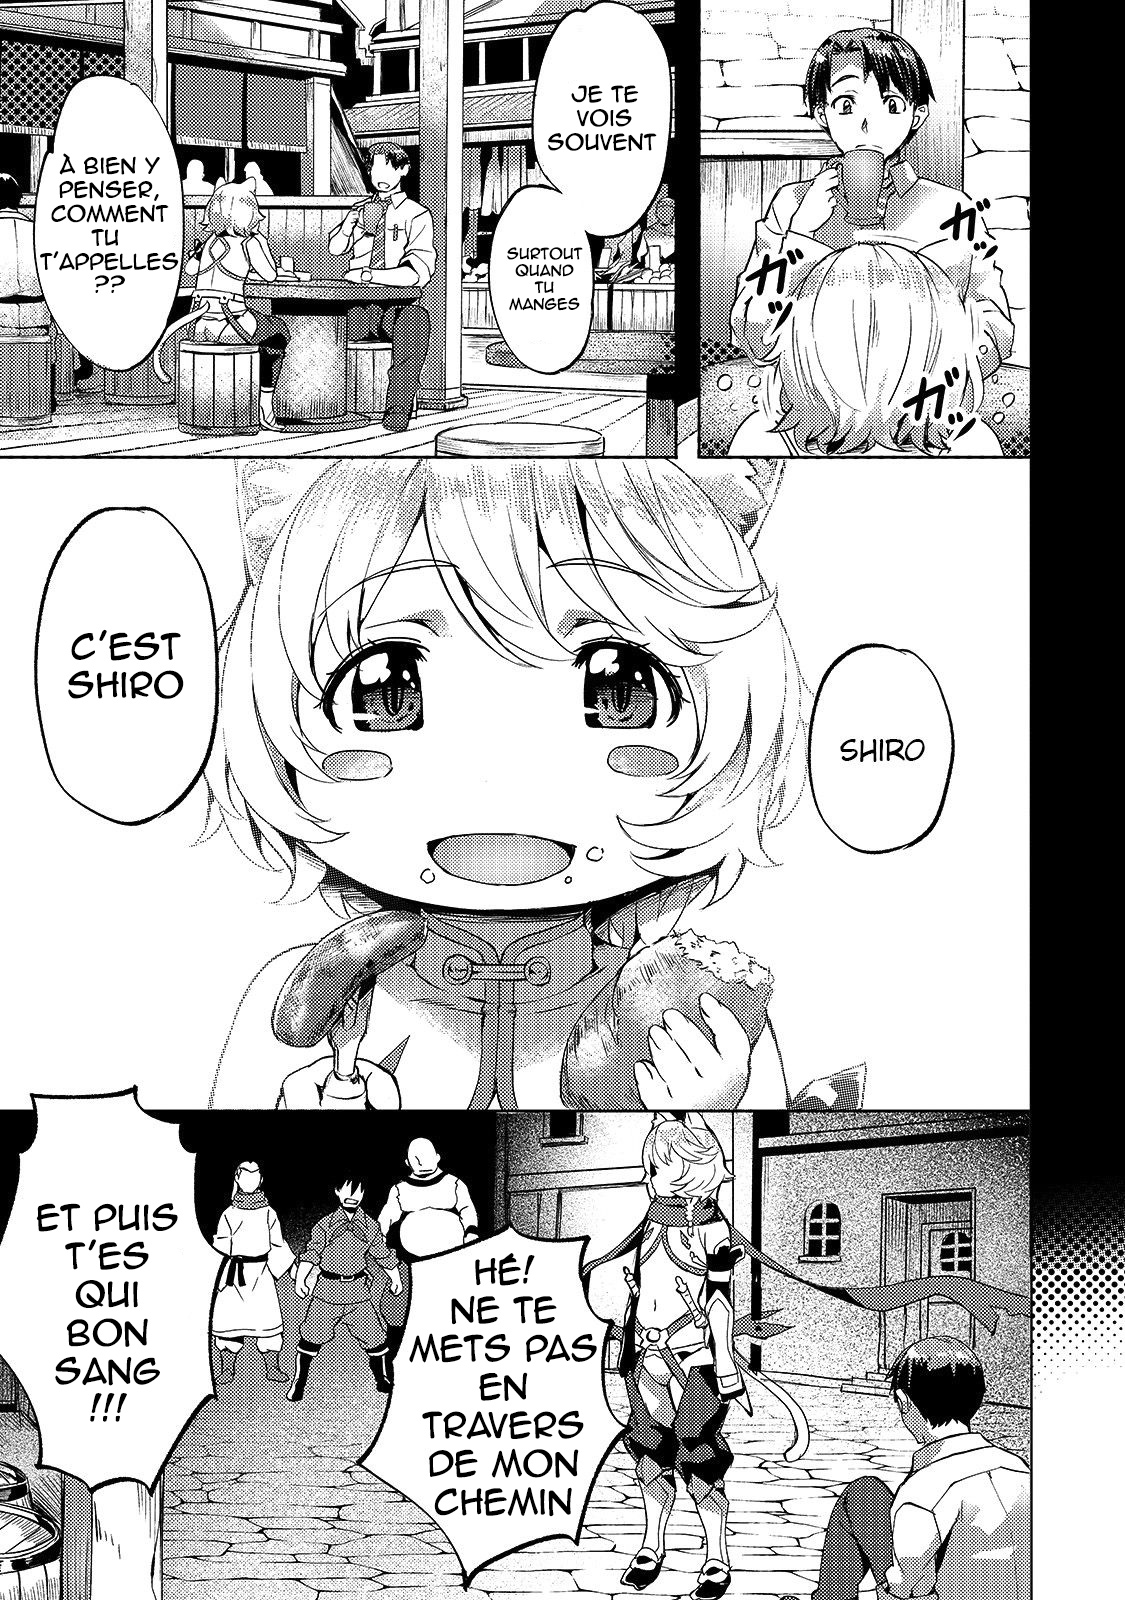 ガッ
ガッ
ガッ
JE TE
VOIS
SOUVENT
SURTOUT
QUAND
TU
MANGES
À BIEN Y
PENSER,
COMMENT
TU
T'APPELLES
??
SHIRO
C'EST
SHIRO
HÉ!
NE TE
METS PAS
EN
TRAVERS
DE MON
CHEMIN
ET PUIS
T'ES
QUI
BON
SANG
!!!